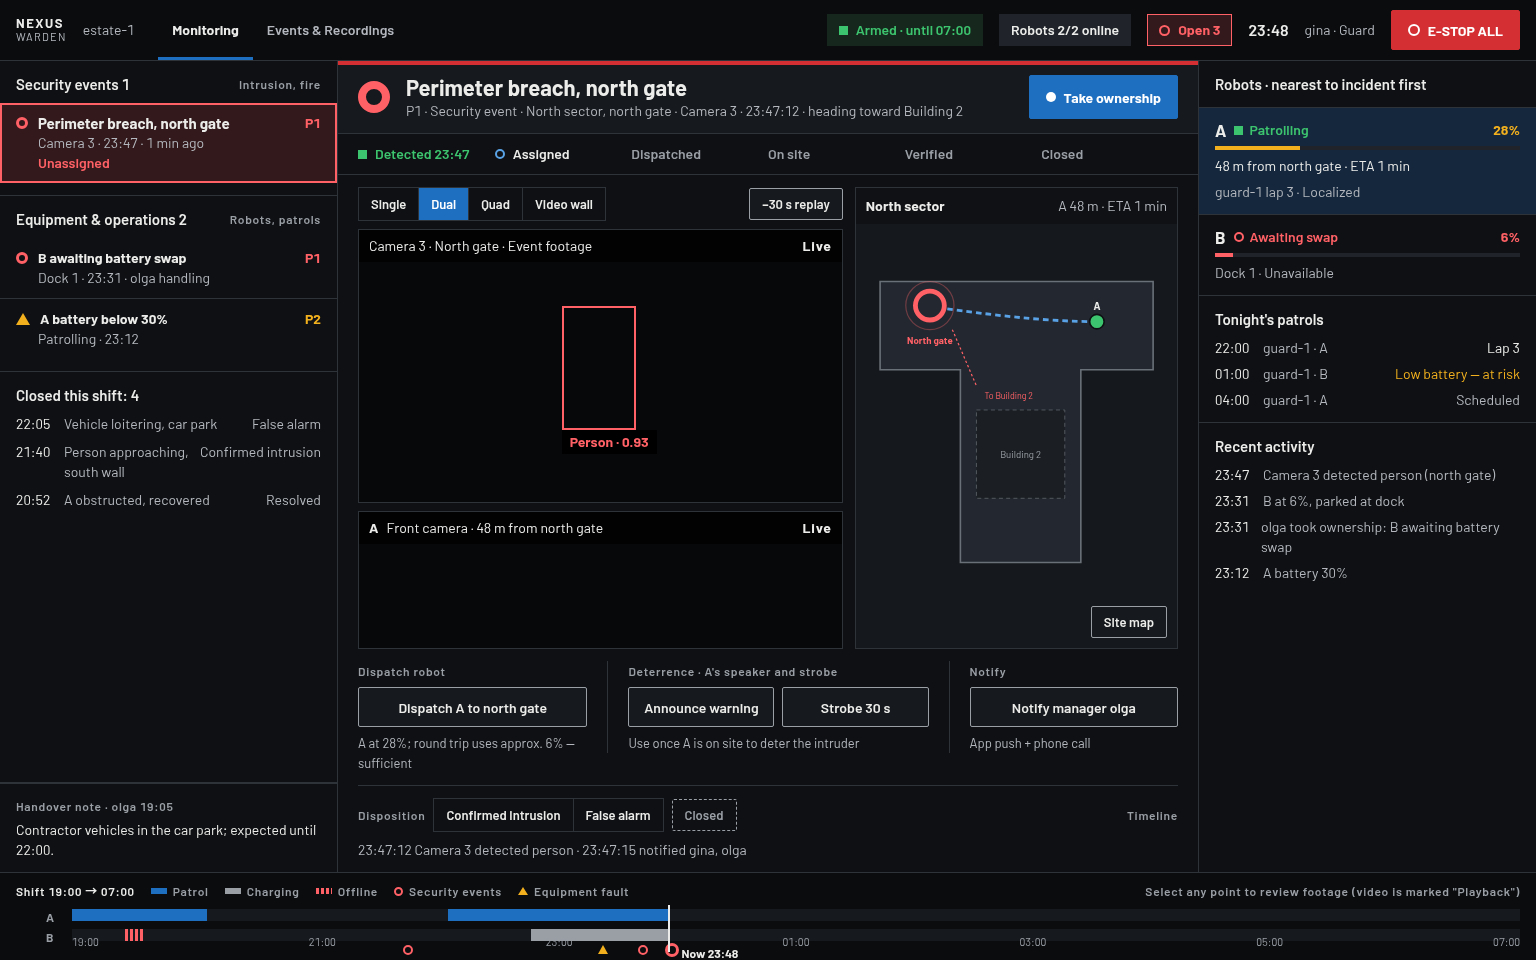 NEXUS
WARDEN
estate-1
Monitoring
Events & Recordings
Armed · until 07:00
Robots 2/2 online
Open 3
23:48
gina · Guard
E-STOP ALL
Security events 1
Intrusion, fire
Perimeter breach, north gate
P1
Camera 3 · 23:47 · 1 min ago
Unassigned
Equipment & operations 2
Robots, patrols
B awaiting battery swap
P1
Dock 1 · 23:31 · olga handling
A battery below 30%
P2
Patrolling · 23:12
Closed this shift: 4
22:05 Vehicle loitering, car park False alarm
21:40 Person approaching, Confirmed intrusion
south wall
20:52 A obstructed, recovered Resolved
Handover note · olga 19:05
Contractor vehicles in the car park; expected until
22:00.
Perimeter breach, north gate
P1 · Security event · North sector, north gate · Camera 3 · 23:47:12 · heading toward Building 2
Take ownership
Detected 23:47
Assigned
Dispatched
On site
Verified
Closed
Single
Dual
Quad
Video wall
−30 s replay
Camera 3 · North gate · Event footage
Live
Person · 0.93
A Front camera · 48 m from north gate
Live
North sector
A 48 m · ETA 1 min
A
North gate
To Building 2
Building 2
Site map
Dispatch robot
Dispatch A to north gate
A at 28%; round trip uses approx. 6% —
sufficient
Deterrence · A's speaker and strobe
Announce warning
Strobe 30 s
Use once A is on site to deter the intruder
Notify
Notify manager olga
App push + phone call
Disposition
Confirmed intrusion
False alarm
Closed
Timeline
23:47:12 Camera 3 detected person · 23:47:15 notified gina, olga
Robots · nearest to incident first
A Patrolling 28%
48 m from north gate · ETA 1 min
guard-1 lap 3 · Localized
B Awaiting swap 6%
Dock 1 · Unavailable
Tonight's patrols
22:00 guard-1 · A Lap 3
01:00 guard-1 · B Low battery — at risk
04:00 guard-1 · A Scheduled
Recent activity
23:47 Camera 3 detected person (north gate)
23:31 B at 6%, parked at dock
23:31 olga took ownership: B awaiting battery
swap
23:12 A battery 30%
Shift 19:00 → 07:00
Patrol
Charging
Offline
Security events
Equipment fault
Select any point to review footage (video is marked "Playback")
A
B
19:00
21:00
23:00
01:00
03:00
05:00
07:00
Now 23:48